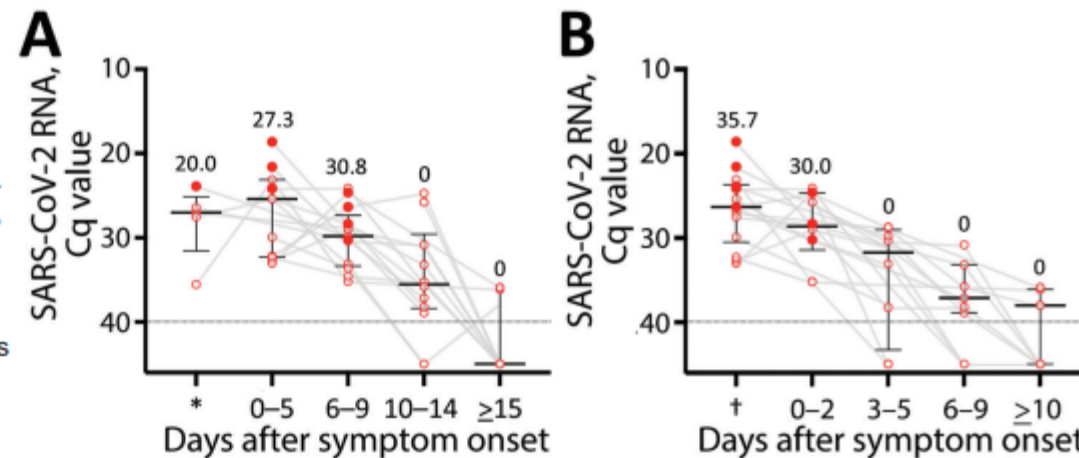 A
B
SARS-CoV-2 RNA,
Cq value
10
20
30
40
20.0
27.3
30.8
0
0
* 0–5 6–9 10–14 ≥15
Days after symptom onset
SARS-CoV-2 RNA,
Cq value
10
20
30
40
35.7
30.0
0
0
0
† 0–2 3–5 6–9 ≥10
Days after symptom onset
s